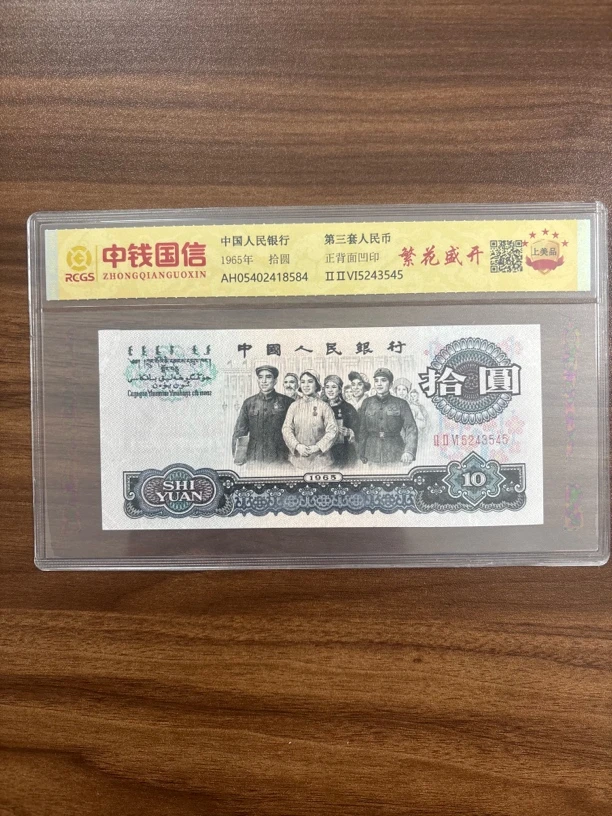 RCGS
中钱国信
ZHONGQIANGUOXIN
中国人民银行 第三套人民币
1965年 拾圆 正背面凹印
AH05402418584 ⅡⅡⅥ5243545
繁花盛开
上美品
中國人民銀行
拾圓
ⅡⅡⅥ5243545
1965
SHI
YUAN
10